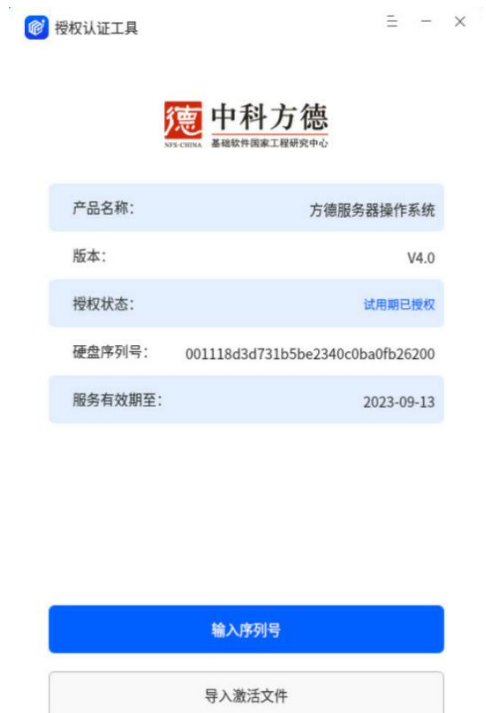 授权认证工具
德 中科方德
NFS-CHINA 基础软件国家工程研究中心
产品名称： 方德服务器操作系统
版本： V4.0
授权状态： 试用期已授权
硬盘序列号： 001118d3d731b5be2340c0ba0fb26200
服务有效期至： 2023-09-13
输入序列号
导入激活文件